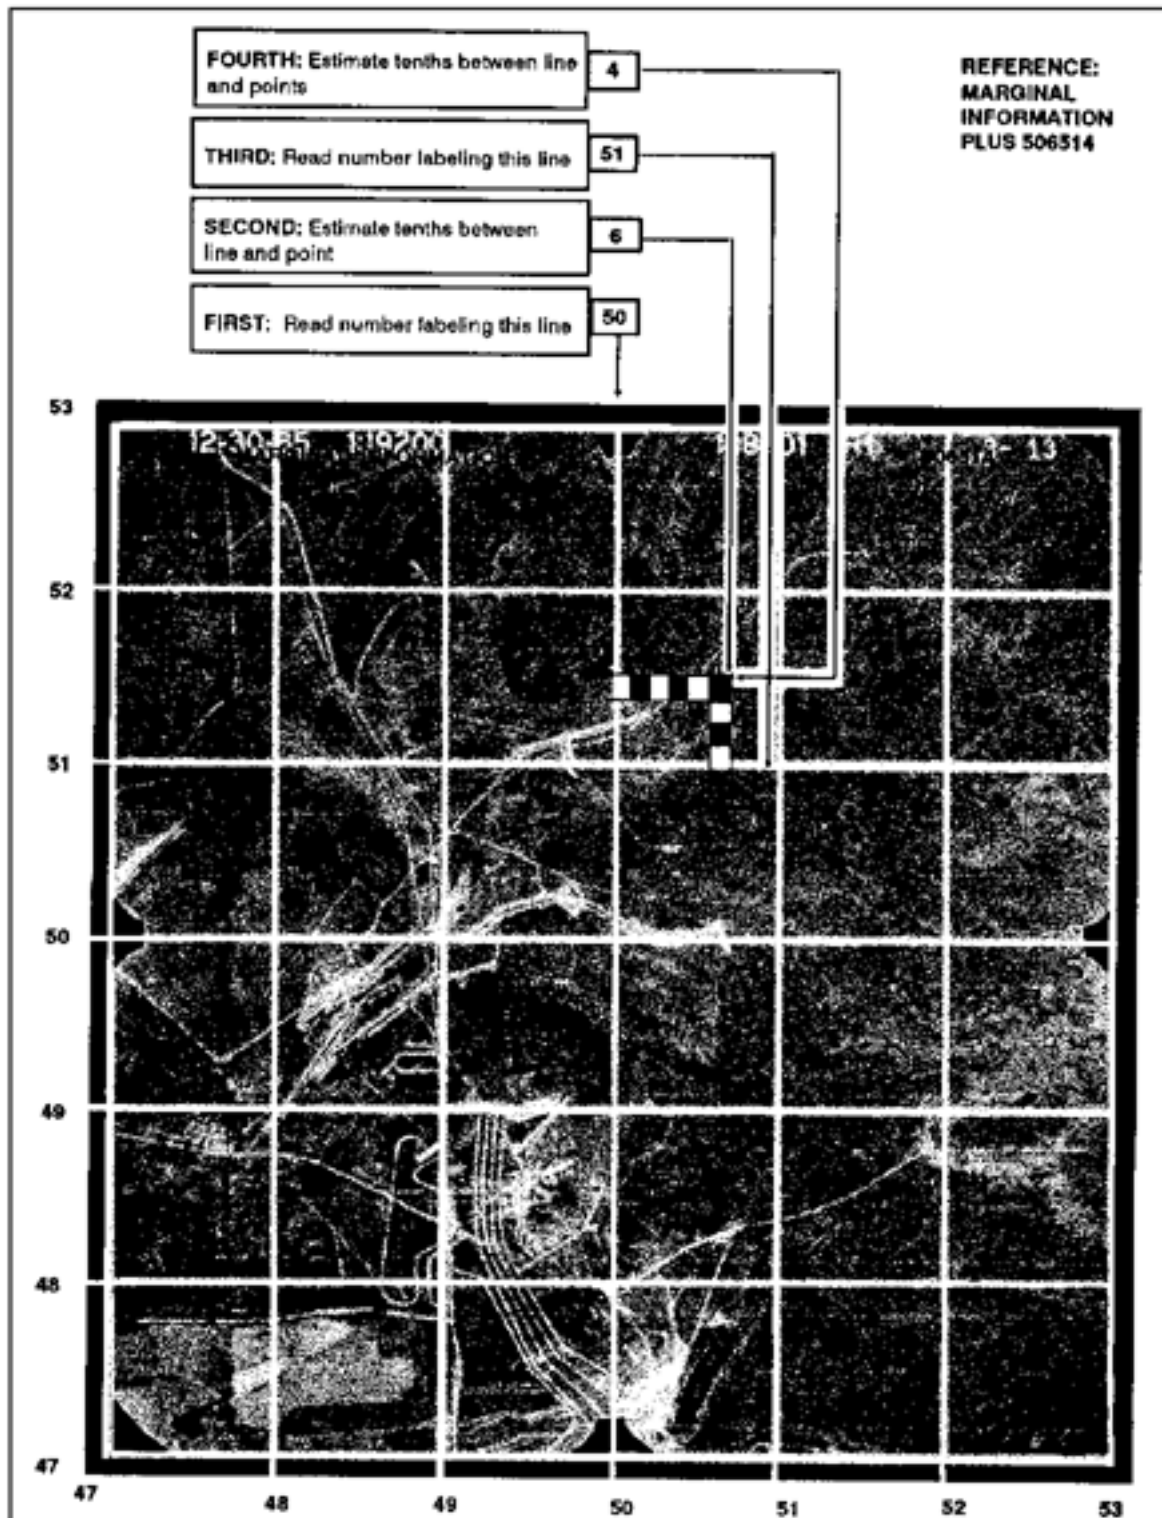 FOURTH: Estimate tenths between line
and points
4
REFERENCE:
MARGINAL
INFORMATION
PLUS 506514
THIRD: Read number labeling this line
51
SECOND: Estimate tenths between
line and point
6
FIRST: Read number labeling this line
50
53
12-30-85 1:19200
13
52
51
50
49
48
47
47
48
49
50
51
52
53